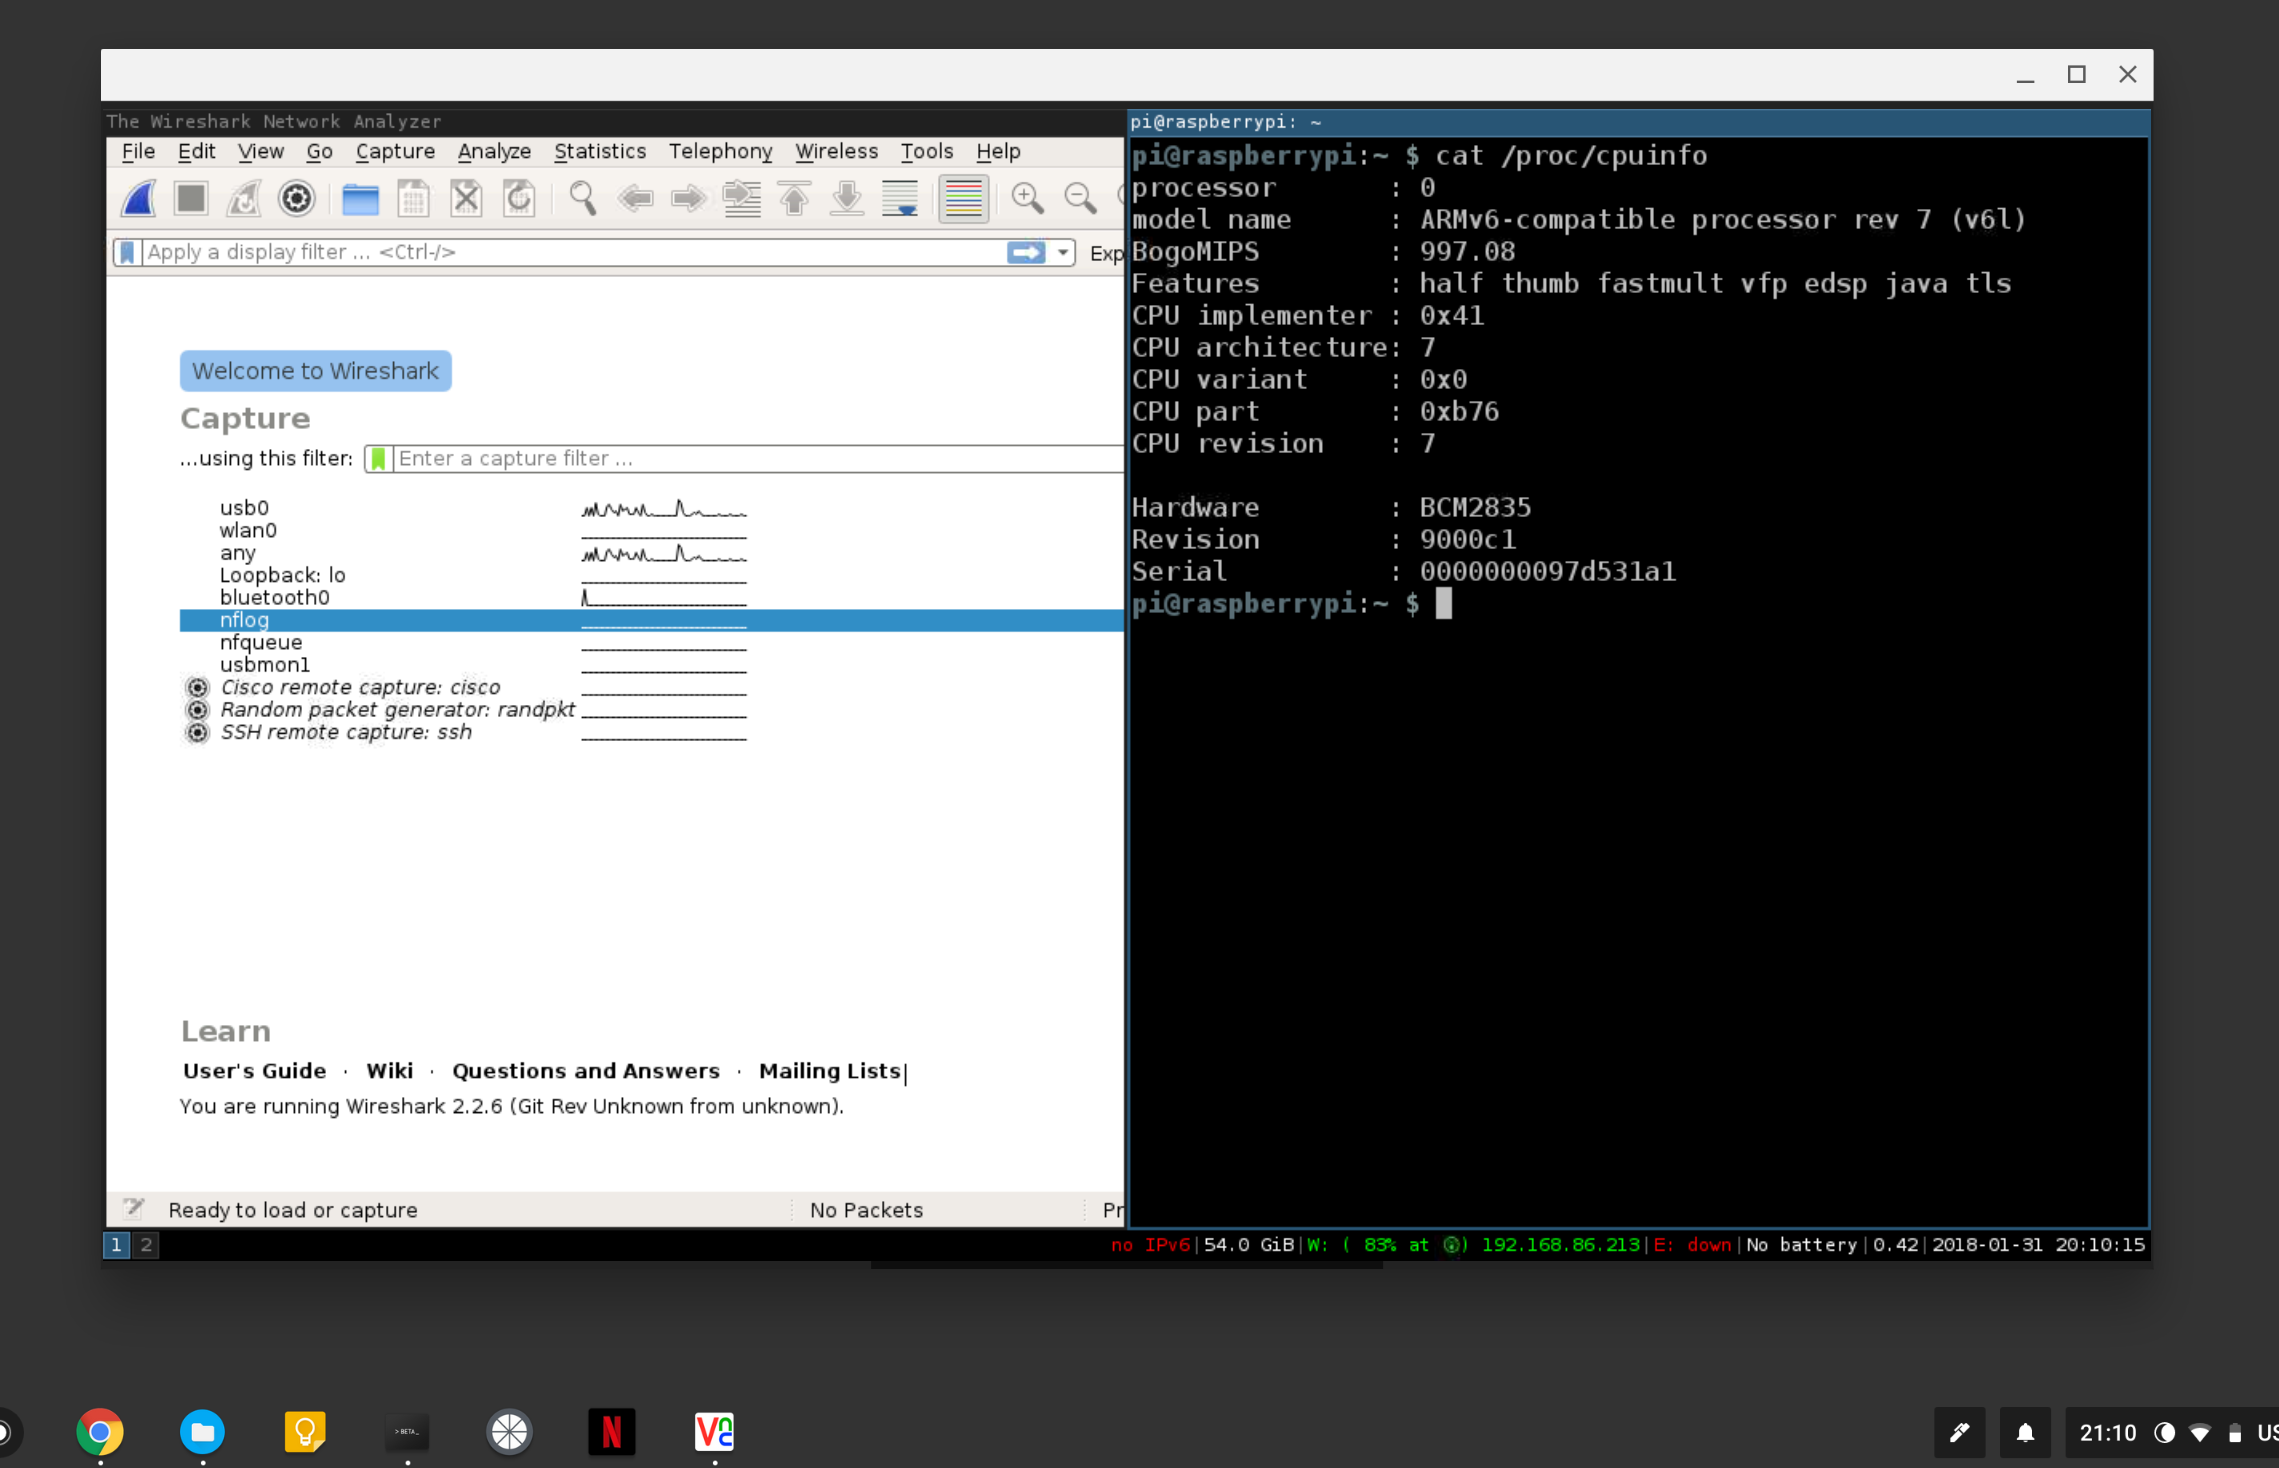 The Wireshark Network Analyzer
File Edit View Go Capture Analyze Statistics Telephony Wireless Tools Help
Apply a display filter ... <Ctrl-/>
Exp
Welcome to Wireshark
Capture
...using this filter: Enter a capture filter ...
usb0
wlan0
any
Loopback: lo
bluetooth0
nflog
nfqueue
usbmon1
Cisco remote capture: cisco
Random packet generator: randpkt
SSH remote capture: ssh
Learn
User's Guide · Wiki · Questions and Answers · Mailing Lists
You are running Wireshark 2.2.6 (Git Rev Unknown from unknown).
Ready to load or capture No Packets Pr
pi@raspberrypi: ~
pi@raspberrypi:~ $ cat /proc/cpuinfo
processor : 0
model name : ARMv6-compatible processor rev 7 (v6l)
BogoMIPS : 997.08
Features : half thumb fastmult vfp edsp java tls
CPU implementer : 0x41
CPU architecture: 7
CPU variant : 0x0
CPU part : 0xb76
CPU revision : 7
Hardware : BCM2835
Revision : 9000c1
Serial : 0000000097d531a1
pi@raspberrypi:~ $
1 2
no IPv6|54.0 GiB|W: ( 83% at ) 192.168.86.213|E: down|No battery|0.42|2018-01-31 20:10:15
>BETA_
N
Vnc
21:10 US